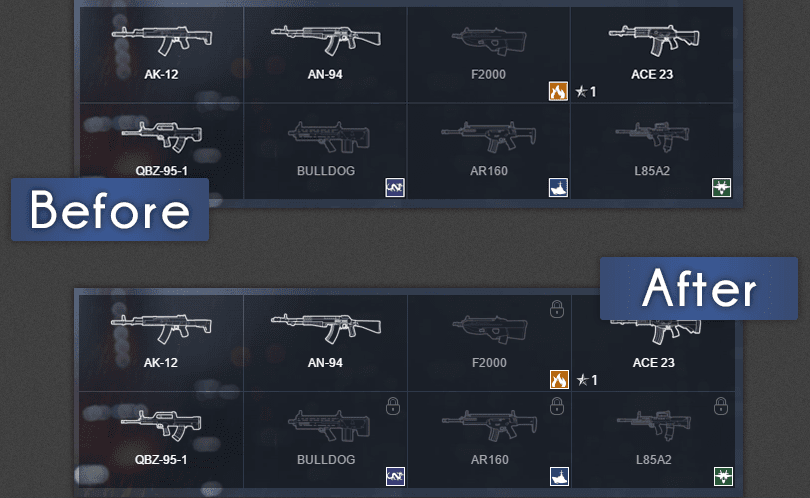 AK-12 AN-94 F2000 ACE 23
1
QBZ-95-1 BULLDOG AR160 L85A2
Before
After
AK-12 AN-94 F2000 ACE 23
1
QBZ-95-1 BULLDOG AR160 L85A2